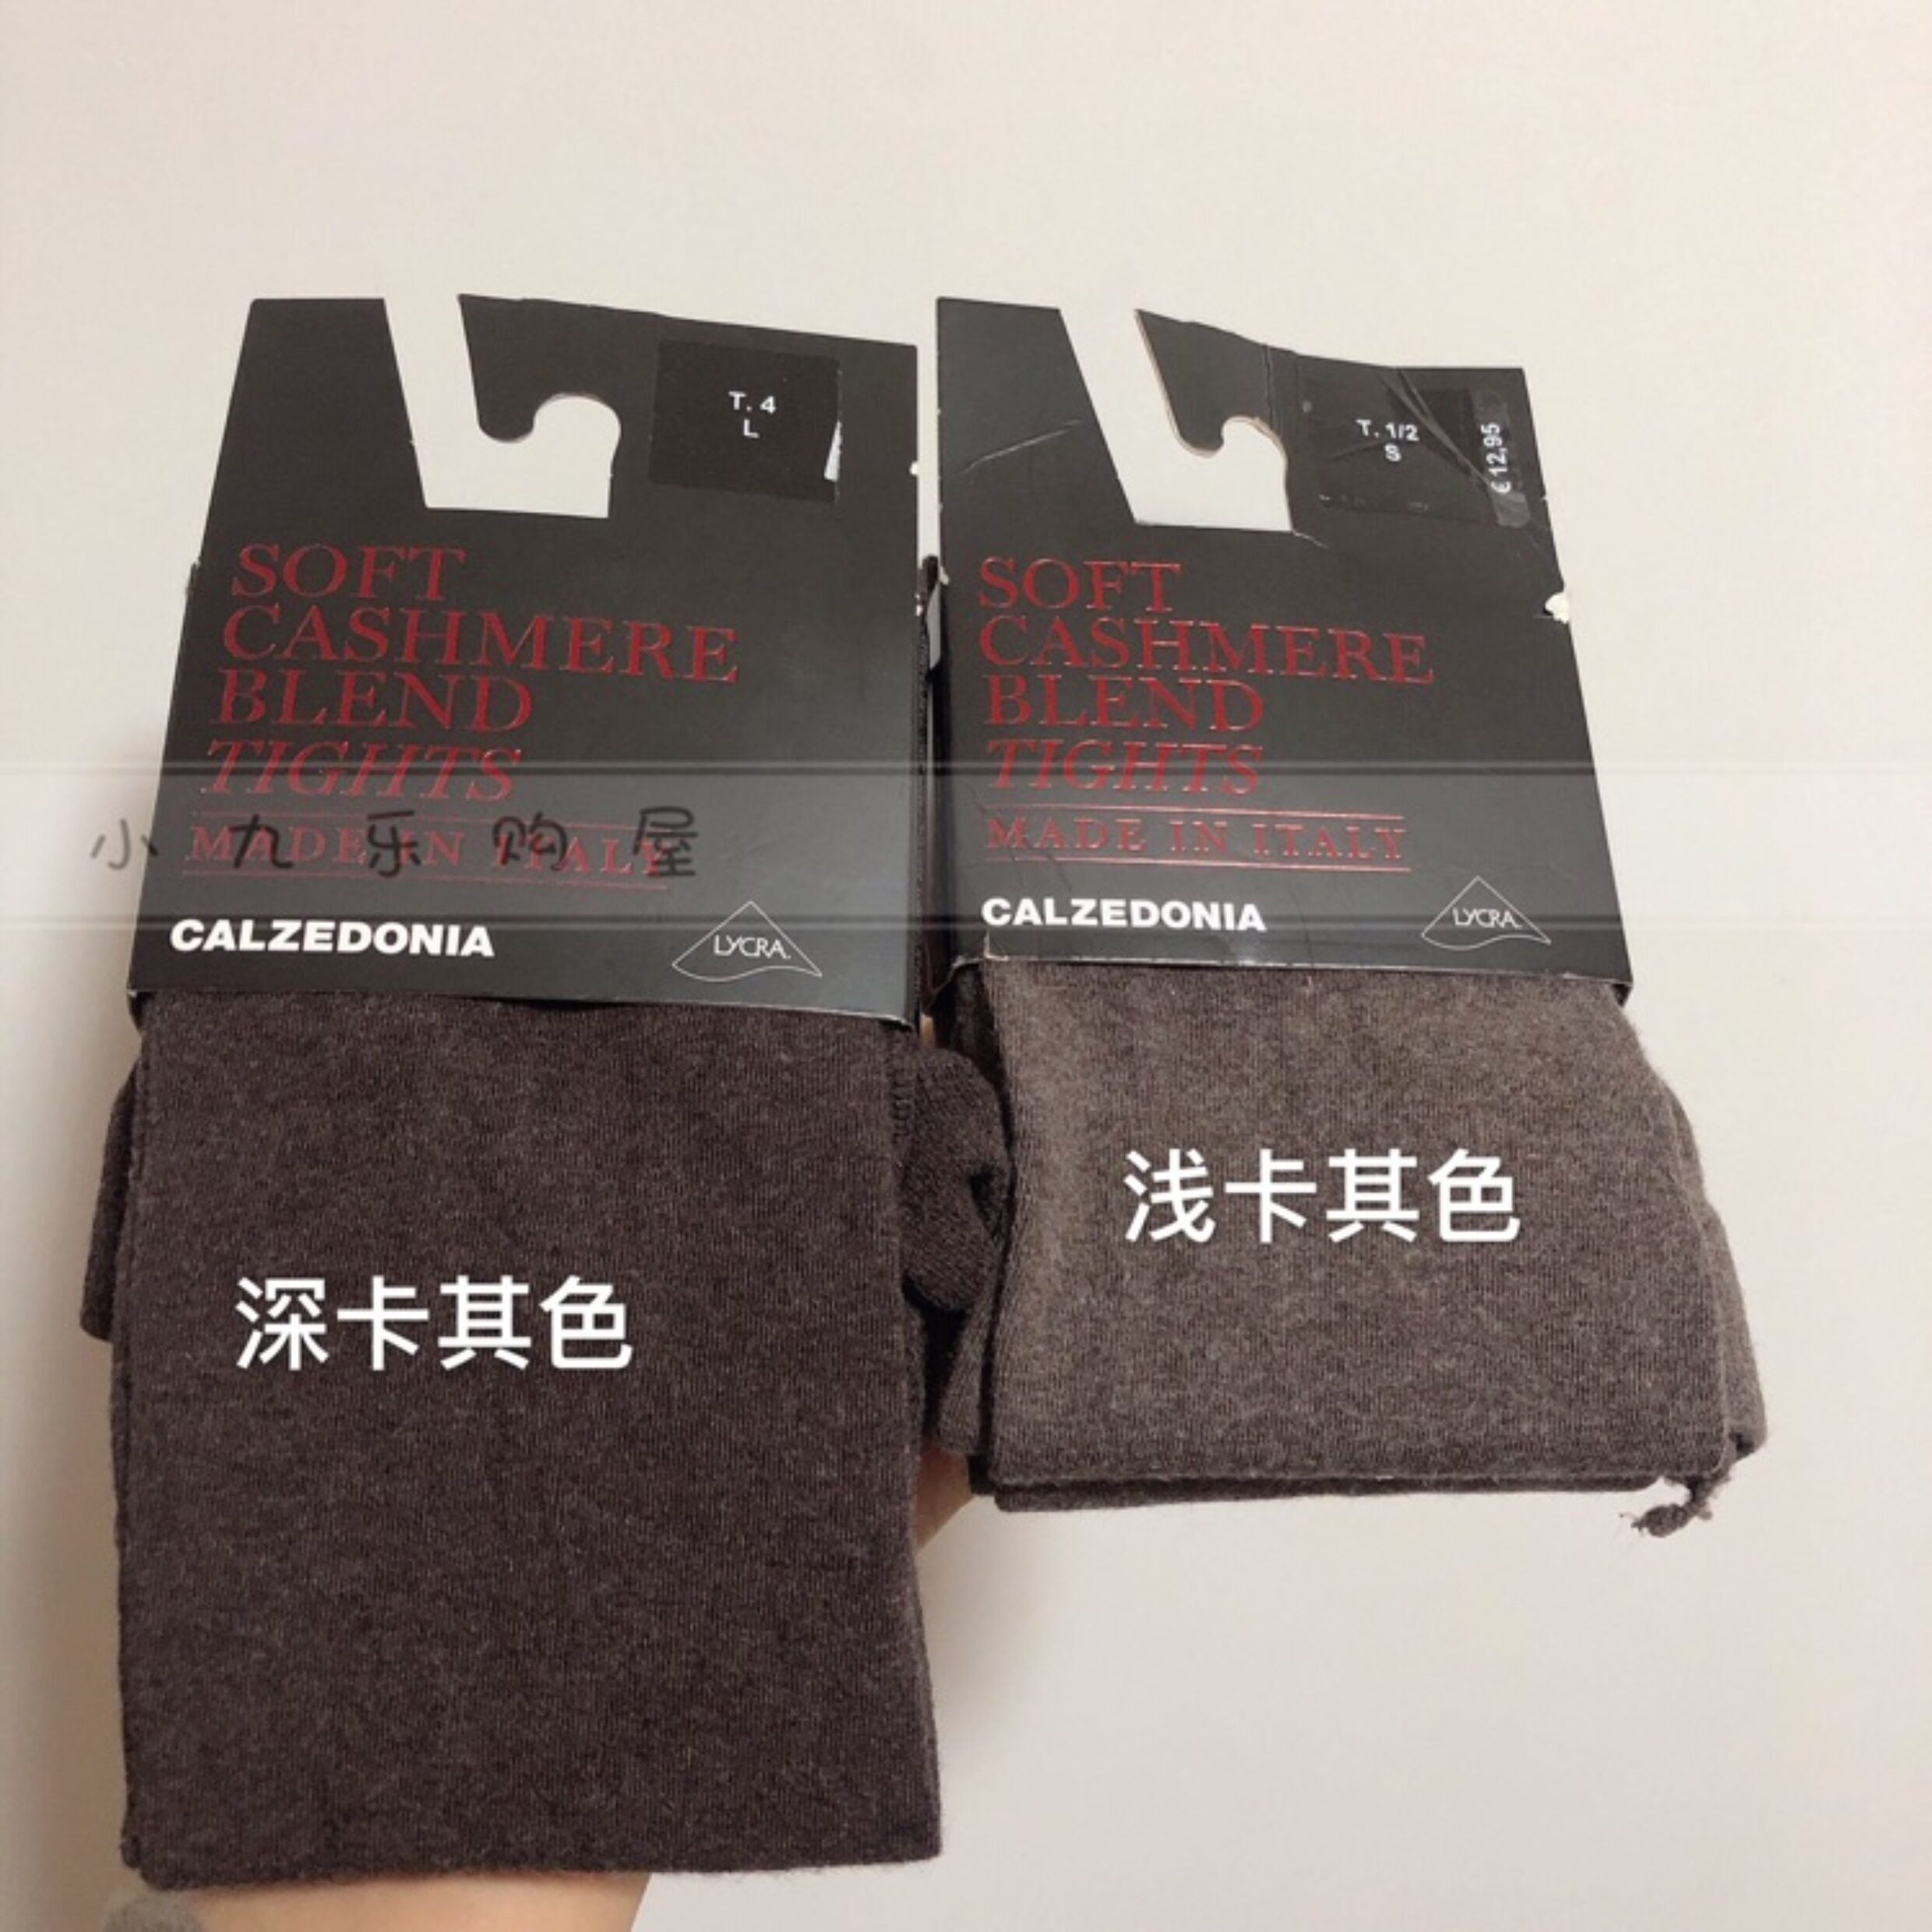 T. 4
L
SOFT
CASHMERE
BLEND
TIGHTS
MADE IN ITALY
CALZEDONIA
LYCRA.
深卡其色
T. 1/2
S
€12,95
SOFT
CASHMERE
BLEND
TIGHTS
MADE IN ITALY
CALZEDONIA
LYCRA.
浅卡其色
小九乐购屋